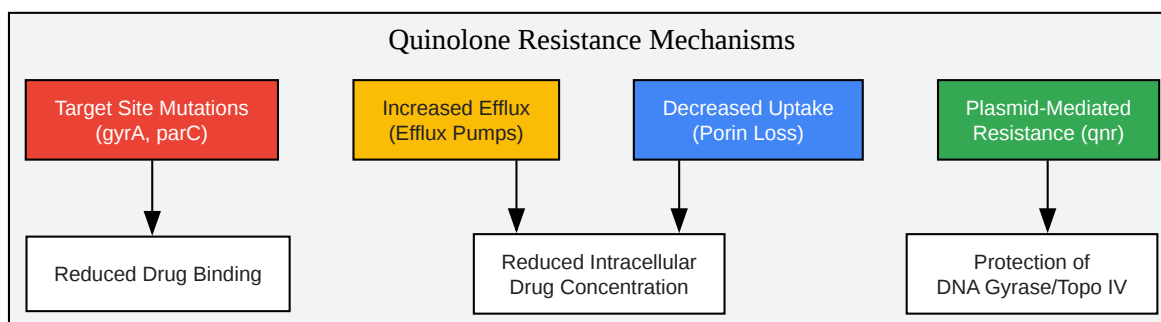 Quinolone Resistance Mechanisms
Target Site Mutations
(gyrA, parC)
Increased Efflux
(Efflux Pumps)
Decreased Uptake
(Porin Loss)
Plasmid-Mediated
Resistance (qnr)
Reduced Drug Binding
Reduced Intracellular
Drug Concentration
Protection of
DNA Gyrase/Topo IV